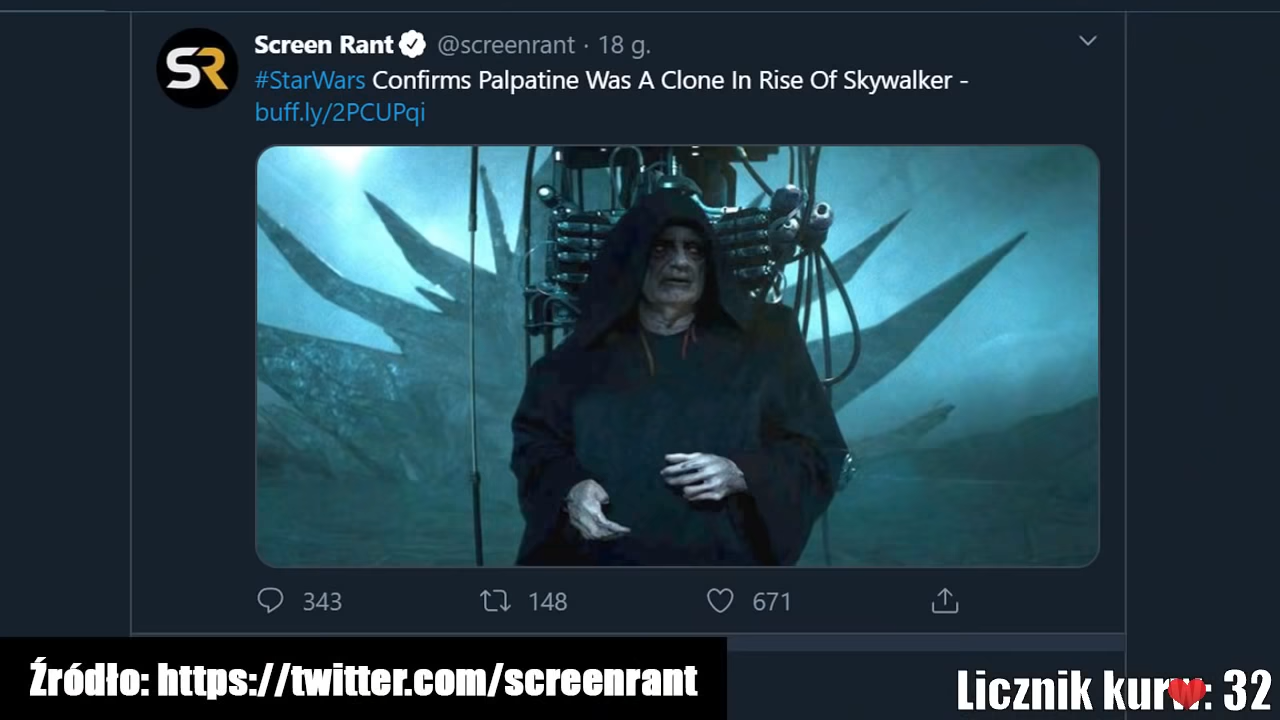 SR
Screen Rant @screenrant · 18 g.
#StarWars Confirms Palpatine Was A Clone In Rise Of Skywalker -
buff.ly/2PCUPqi
343 148 671
Źródło: https://twitter.com/screenrant
Licznik kurw: 32